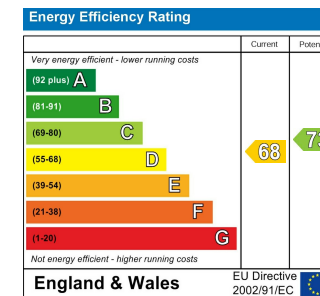 Energy Efficiency Rating
Current Poten
Very energy efficient - lower running costs
(92 plus) A
(81-91) B
(69-80) C
(55-68) D
(39-54) E
(21-38) F
(1-20) G
68
Not energy efficient - higher running costs
England & Wales
EU Directive
2002/91/EC